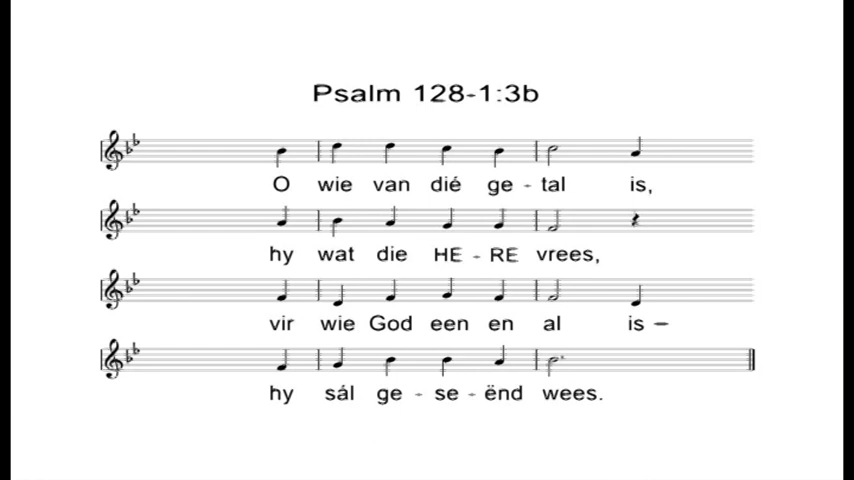 Psalm 128-1:3b
O wie van dié ge - tal is,
hy wat die HE - RE vrees,
vir wie God een en al is –
hy sál ge - se - ënd wees.